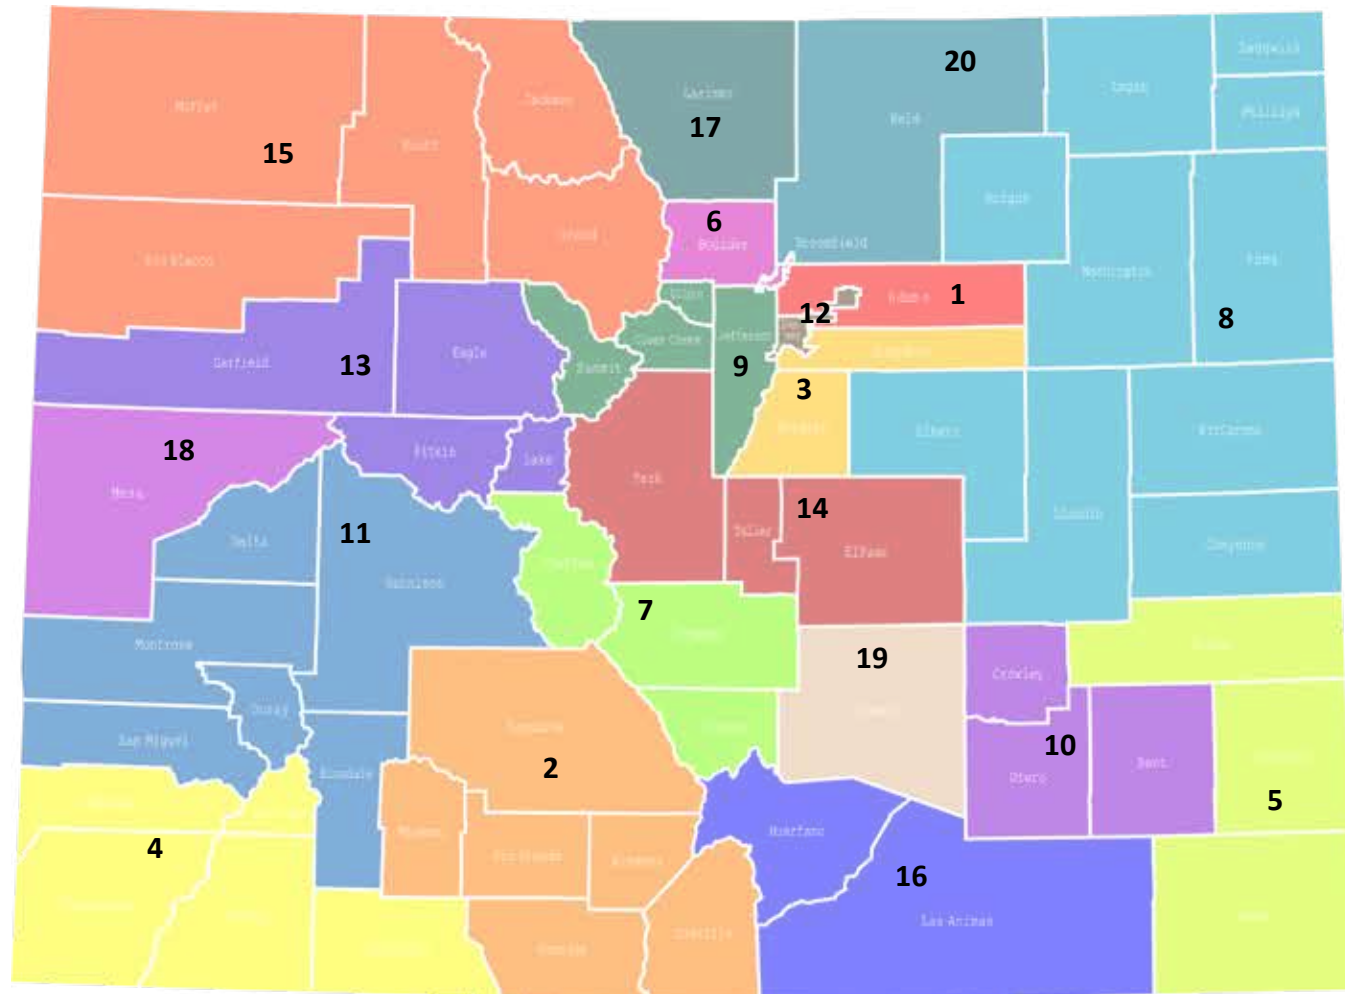 Sedgwick
20
Logan
Larimer
Moffat
Jackson
Phillips
Weld
17
Routt
15
Morgan
6
Grand
Boulder
Broomfield
Rio Blanco
Washington
Yuma
Gilpin
1
Adams
12
8
Jefferson
Clear Creek
Eagle
Garfield
13
9
Summit
3
Elbert
Kit Carson
18
Pitkin
Lake
Park
Mesa
14
Lincoln
11
Teller
Delta
El Paso
Cheyenne
Gunnison
7
Montrose
19
Crowley
Ouray
San Miguel
Saguache
10
Bent
2
Hinsdale
Otero
5
Mineral
Huerfano
4
Rio Grande
Alamosa
16
Las Animas
Costilla
Conejos